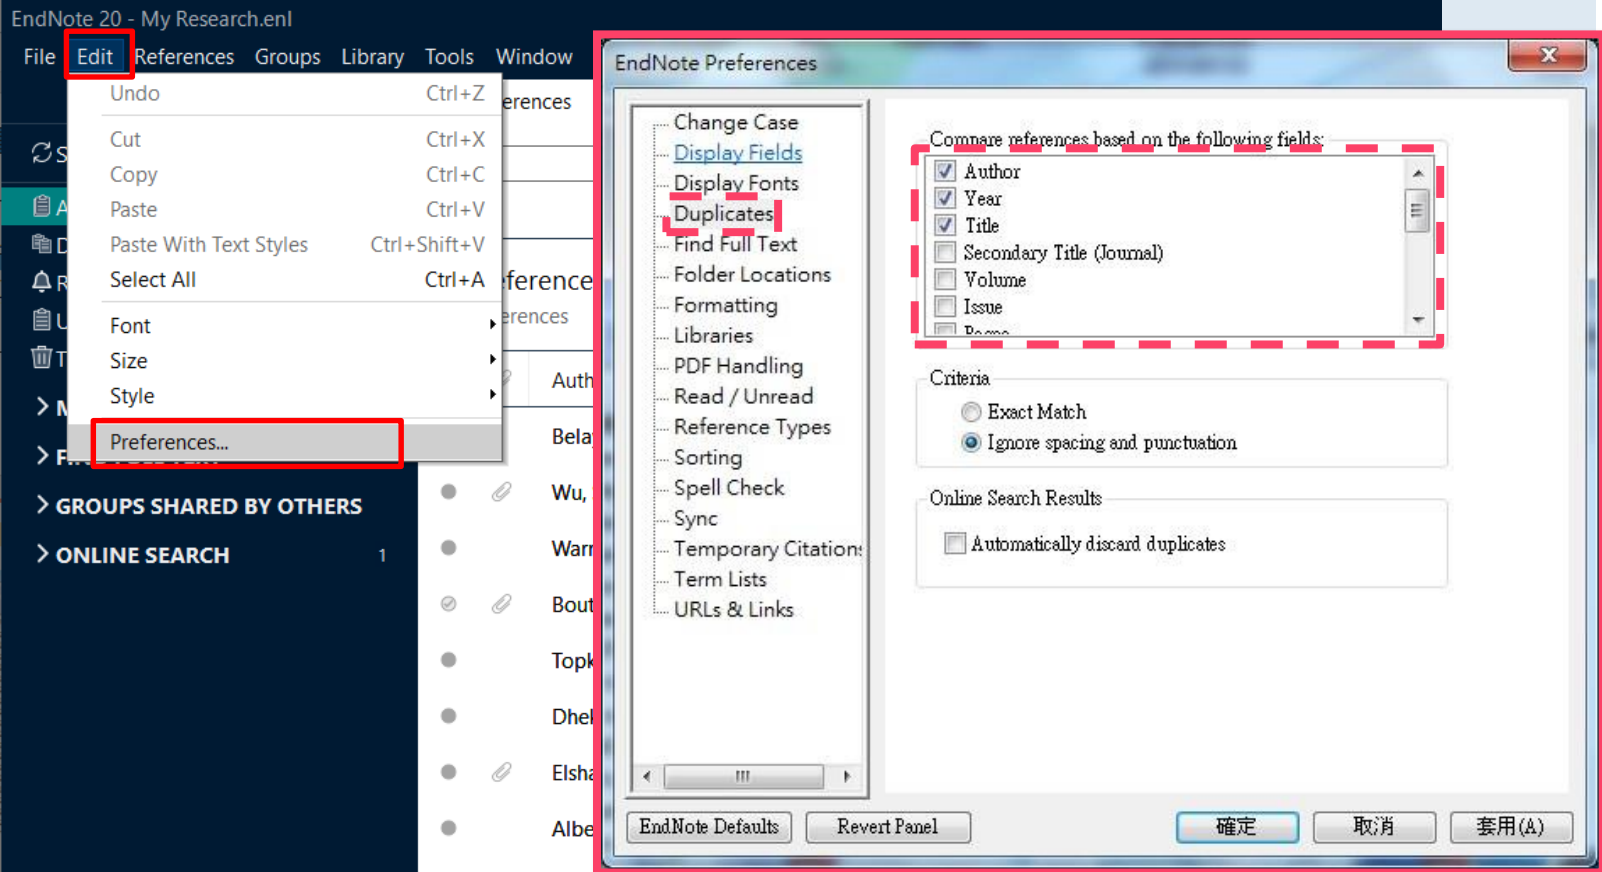 EndNote 20 - My Research.enl
File Edit References Groups Library Tools Window
Undo Ctrl+Z
Cut Ctrl+X
Copy Ctrl+C
Paste Ctrl+V
Paste With Text Styles Ctrl+Shift+V
Select All Ctrl+A
Font
Size
Style
Preferences...
GROUPS SHARED BY OTHERS
ONLINE SEARCH 1
Wu,
EndNote Preferences
Change Case
Display Fields
Display Fonts
Duplicates
Find Full Text
Folder Locations
Formatting
Libraries
PDF Handling
Read / Unread
Reference Types
Sorting
Spell Check
Sync
Temporary Citation
Term Lists
URLs & Links
Compare references based on the following fields:
Author
Year
Title
Secondary Title (Journal)
Volume
Issue
Criteria
Exact Match
Ignore spacing and punctuation
Online Search Results
Automatically discard duplicates
EndNote Defaults
Revert Panel
確定
取消
套用(A)